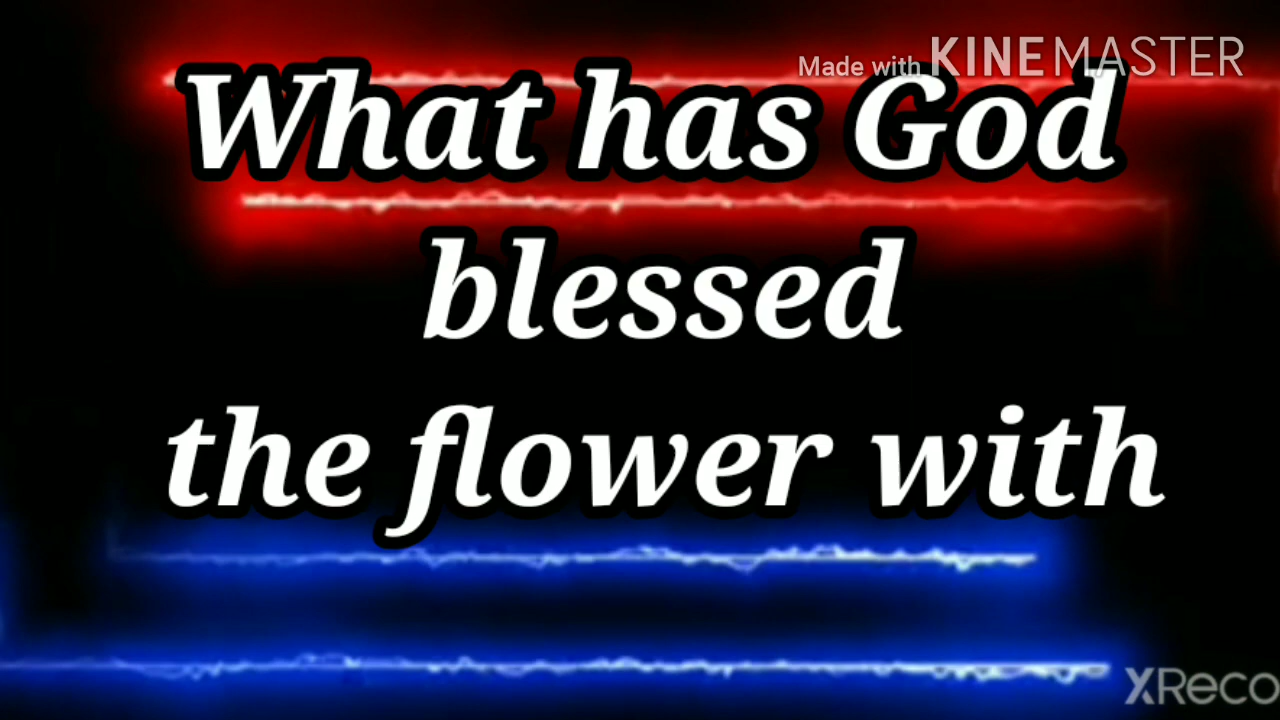 Made with KINEMASTER
What has God
blessed
the flower with
XReco